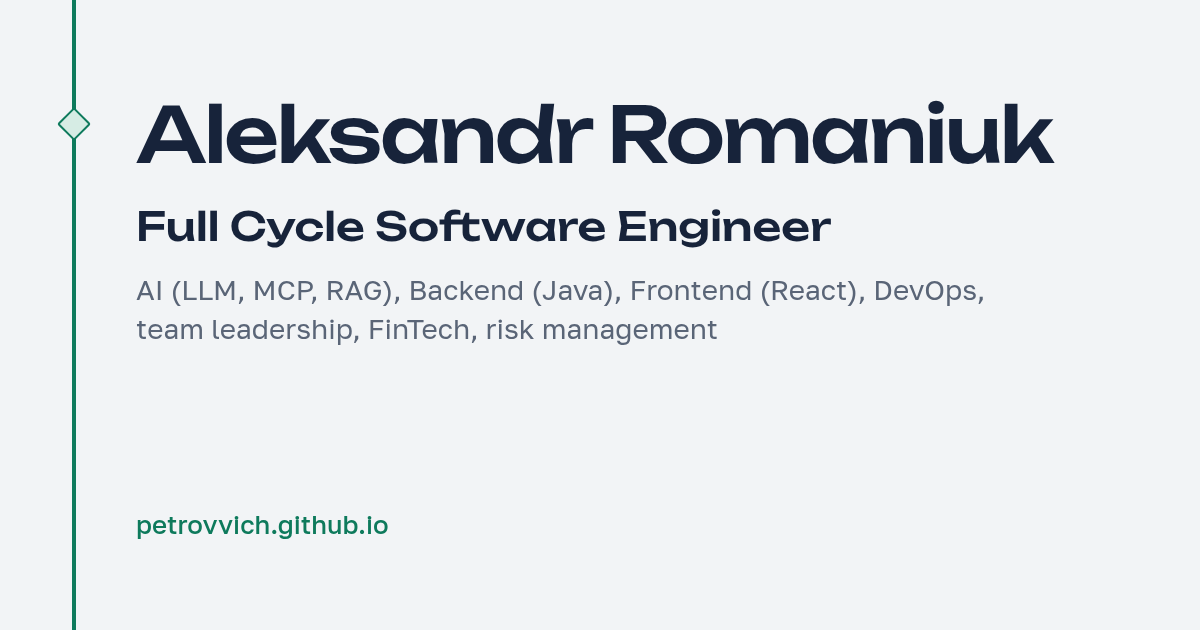 Aleksandr Romaniuk
Full Cycle Software Engineer
AI (LLM, MCP, RAG), Backend (Java), Frontend (React), DevOps,
team leadership, FinTech, risk management
petrovvich.github.io